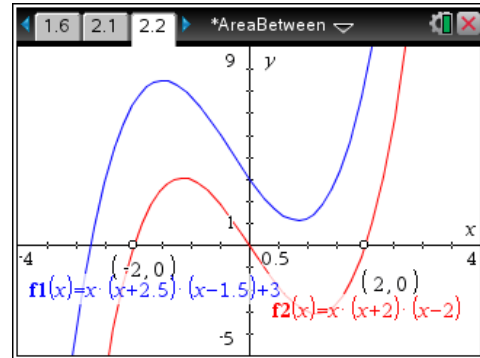 1.6 2.1 2.2 *AreaBetween
9 y
1
x
-4 0.5 4
(-2,0) (2,0)
f1(x)=x·(x+2.5)·(x-1.5)+3
f2(x)=x·(x+2)·(x-2)
-5